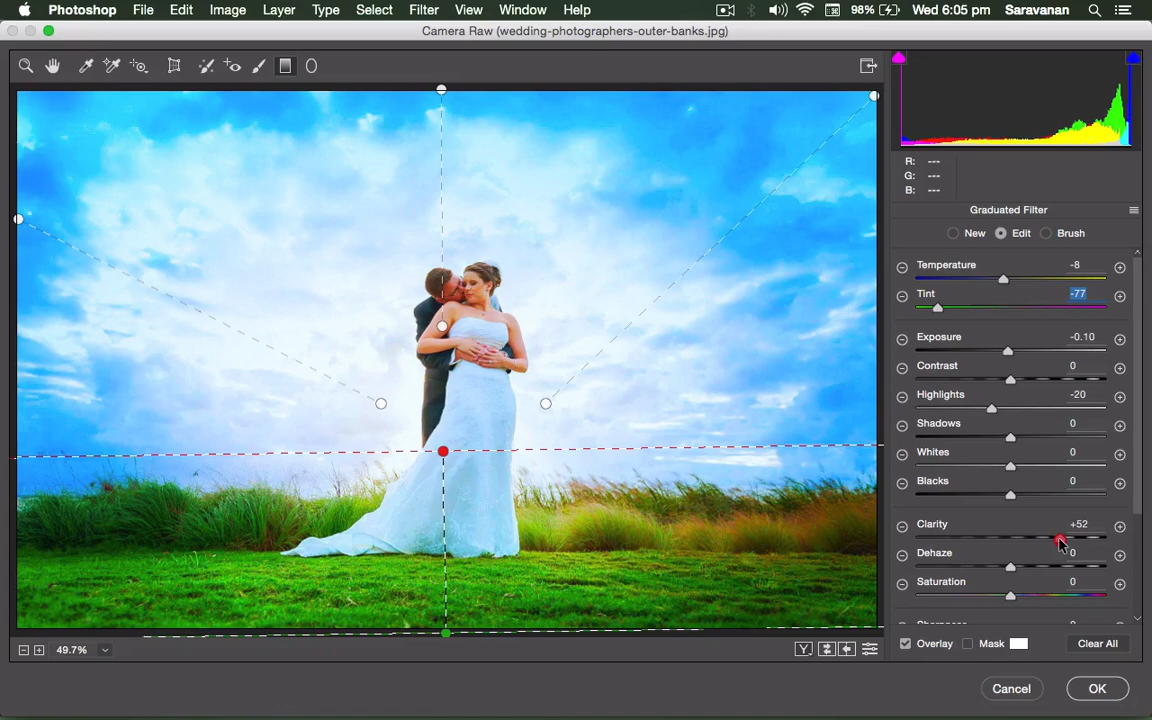 Photoshop File Edit Image Layer Type Select Filter View Window Help 98% Wed 6:05 pm Saravanan
Camera Raw (wedding-photographers-outer-banks.jpg)
R: ---
G: ---
B: ---
Graduated Filter
New Edit Brush
Temperature -8
Tint -77
Exposure -0.10
Contrast 0
Highlights -20
Shadows 0
Whites 0
Blacks 0
Clarity +52
Dehaze 0
Saturation 0
Overlay Mask Clear All
49.7% Y
Cancel OK